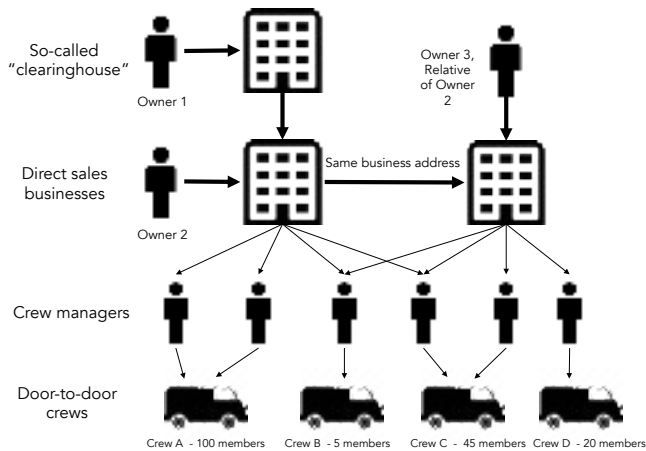 So-called
“clearinghouse“
Owner 1
Owner 3,
Relative
of Owner
2
Direct sales
businesses
Same business address
Owner 2
Crew managers
Door-to-door
crews
Crew A - 100 members
Crew B - 5 members
Crew C - 45 members
Crew D - 20 members